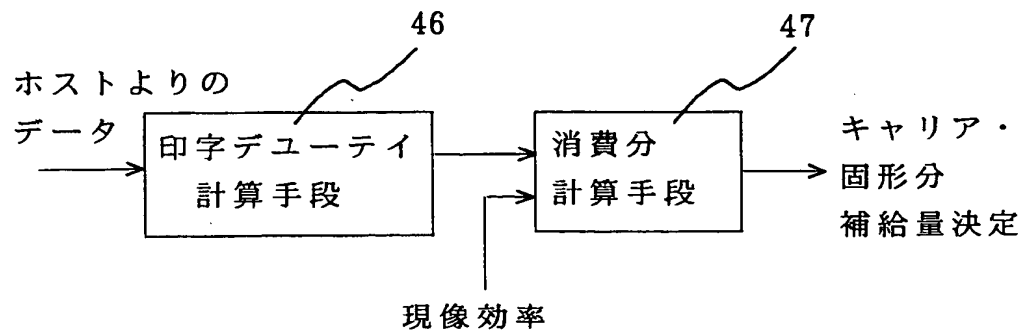 46
47
ホストよりの
データ
印字デューティ
計算手段
消費分
計算手段
キャリア・
固形分
補給量決定
現像効率